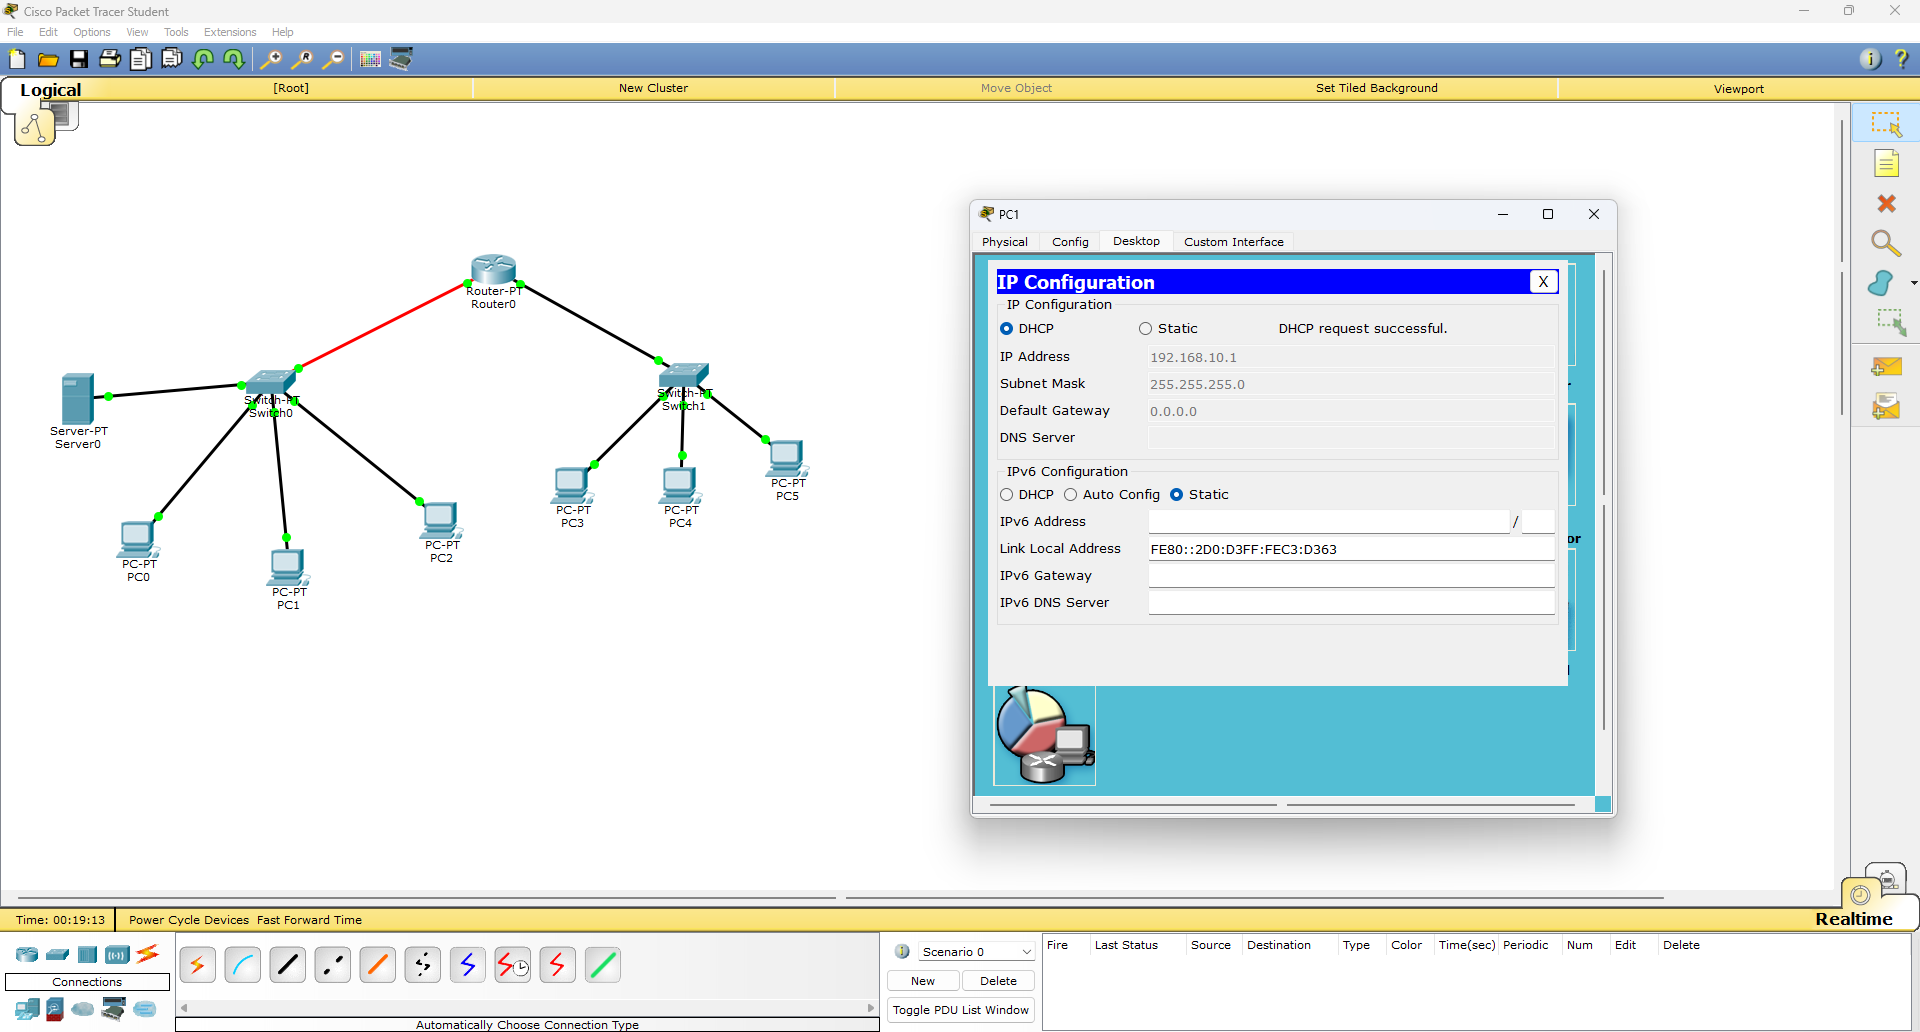 Cisco Packet Tracer Student
File Edit Options View Tools Extensions Help
Logical [Root] New Cluster Move Object Set Tiled Background Viewport
PC1
Physical Config Desktop Custom Interface
IP Configuration X
IP Configuration
DHCP Static DHCP request successful.
IP Address 192.168.10.1
Subnet Mask 255.255.255.0
Default Gateway 0.0.0.0
DNS Server
IPv6 Configuration
DHCP Auto Config Static
IPv6 Address /
or
Link Local Address FE80::2D0:D3FF:FEC3:D363
IPv6 Gateway
IPv6 DNS Server
Router-PT
Router0
Switch-PT
Switch0
Switch-PT
Switch1
Server-PT
Server0
PC-PT
PC0
PC-PT
PC1
PC-PT
PC2
PC-PT
PC3
PC-PT
PC4
PC-PT
PC5
Time: 00:19:13 Power Cycle Devices Fast Forward Time Realtime
Connections
Automatically Choose Connection Type
Scenario 0
New Delete
Toggle PDU List Window
Fire Last Status Source Destination Type Color Time(sec) Periodic Num Edit Delete